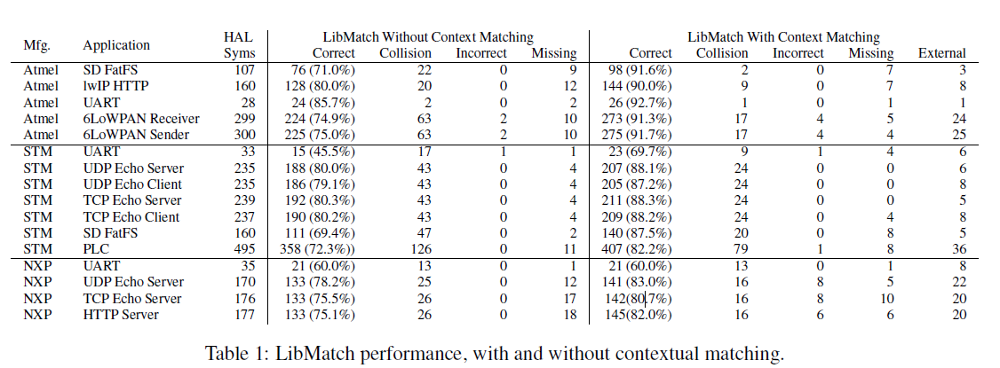 Mfg. Application HAL Syms LibMatch Without Context Matching LibMatch With Context Matching
Correct Collision Incorrect Missing Correct Collision Incorrect Missing External
Atmel SD FatFS 107 76 (71.0%) 22 0 9 98 (91.6%) 2 0 7 3
Atmel lwIP HTTP 160 128 (80.0%) 20 0 12 144 (90.0%) 9 0 7 8
Atmel UART 28 24 (85.7%) 2 0 2 26 (92.7%) 1 0 1 1
Atmel 6LoWPAN Receiver 299 224 (74.9%) 63 2 10 273 (91.3%) 17 4 5 24
Atmel 6LoWPAN Sender 300 225 (75.0%) 63 2 10 275 (91.7%) 17 4 4 25
STM UART 33 15 (45.5%) 17 1 1 23 (69.7%) 9 1 4 6
STM UDP Echo Server 235 188 (80.0%) 43 0 4 207 (88.1%) 24 0 0 6
STM UDP Echo Client 235 186 (79.1%) 43 0 4 205 (87.2%) 24 0 0 8
STM TCP Echo Server 239 192 (80.3%) 43 0 4 211 (88.3%) 24 0 0 5
STM TCP Echo Client 237 190 (80.2%) 43 0 4 209 (88.2%) 24 0 4 8
STM SD FatFS 160 111 (69.4%) 47 0 2 140 (87.5%) 20 0 8 5
STM PLC 495 358 (72.3%)) 126 0 11 407 (82.2%) 79 1 8 36
NXP UART 35 21 (60.0%) 13 0 1 21 (60.0%) 13 0 1 8
NXP UDP Echo Server 170 133 (78.2%) 25 0 12 141 (83.0%) 16 8 5 22
NXP TCP Echo Server 176 133 (75.5%) 26 0 17 142(80.7%) 16 8 10 20
NXP HTTP Server 177 133 (75.1%) 26 0 18 145(82.0%) 16 6 6 20
Table 1: LibMatch performance, with and without contextual matching.